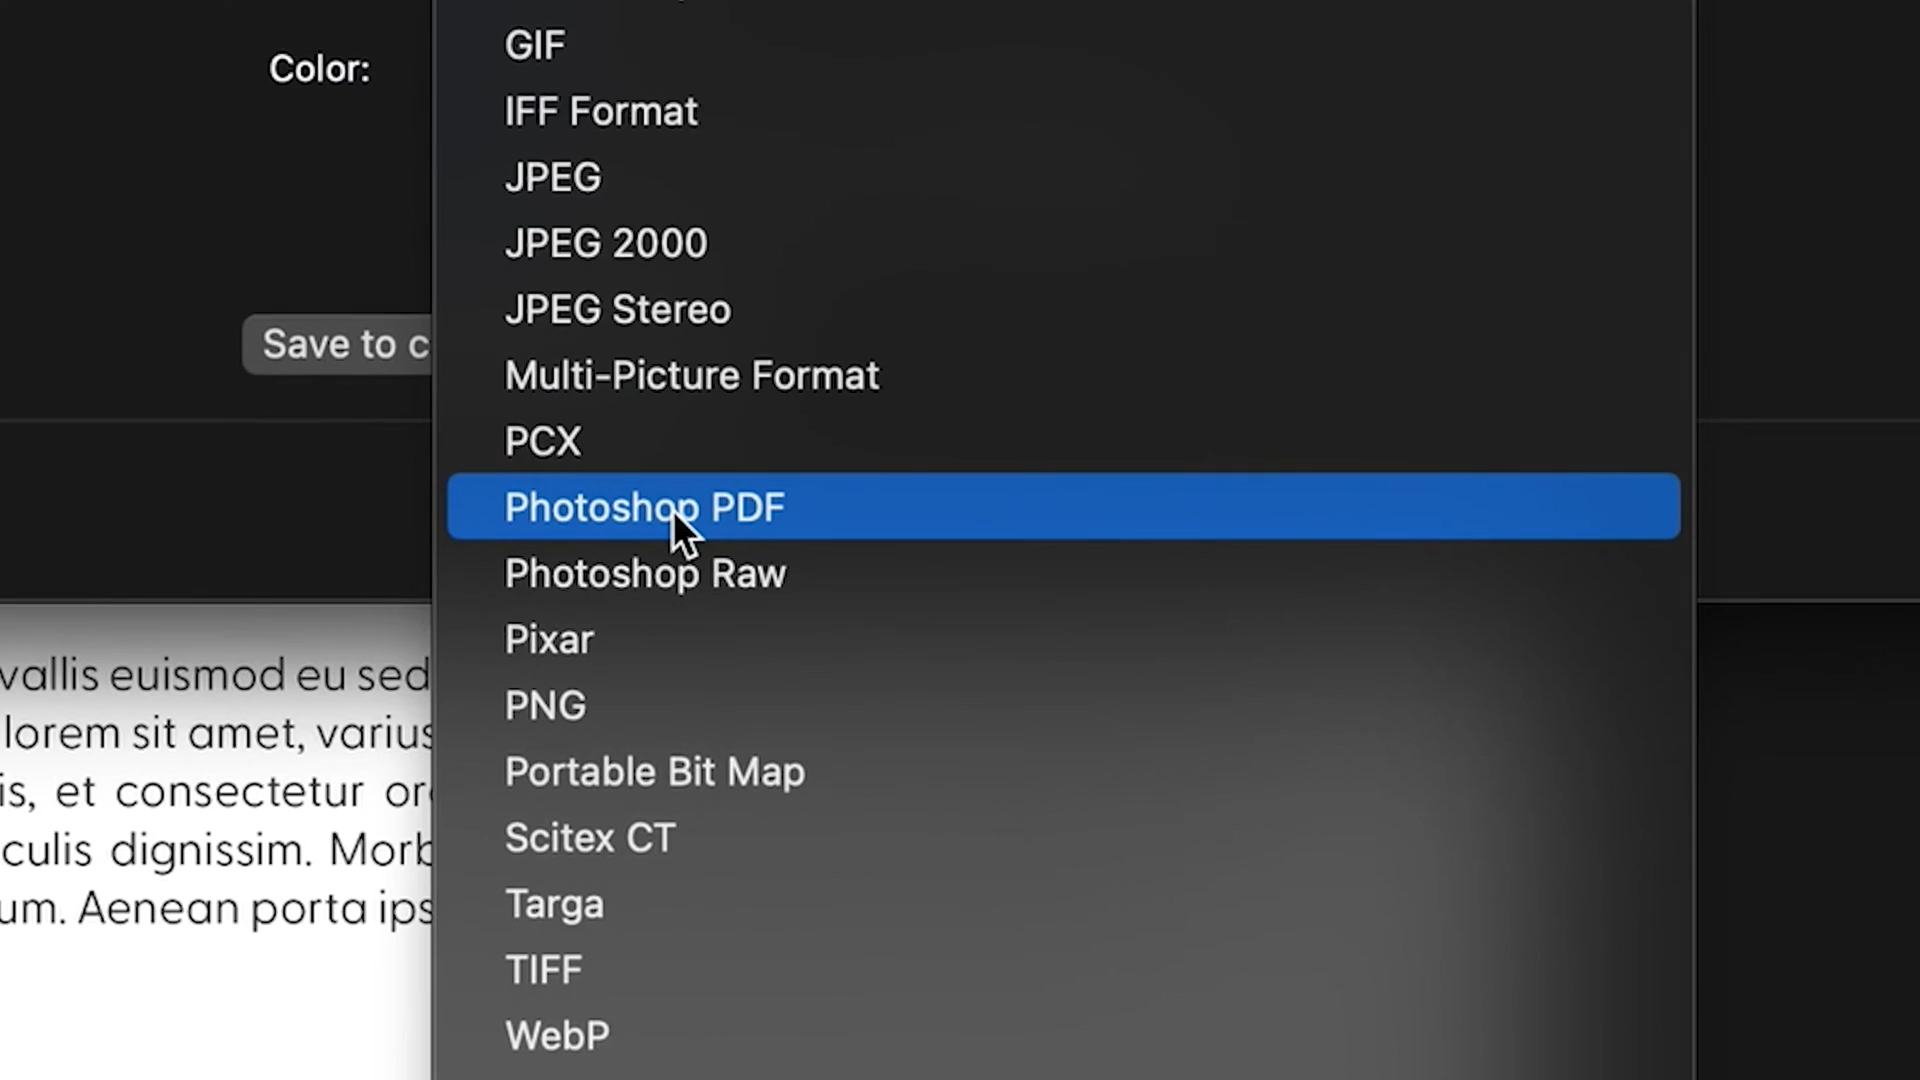 GIF
Color:
IFF Format
JPEG
JPEG 2000
JPEG Stereo
Save to c
Multi-Picture Format
PCX
Photoshop PDF
Photoshop Raw
Pixar
PNG
Portable Bit Map
Scitex CT
Targa
TIFF
WebP
vallis euismod eu sed
lorem sit amet, varius
is, et consectetur or
culis dignissim. Morb
um. Aenean porta ips